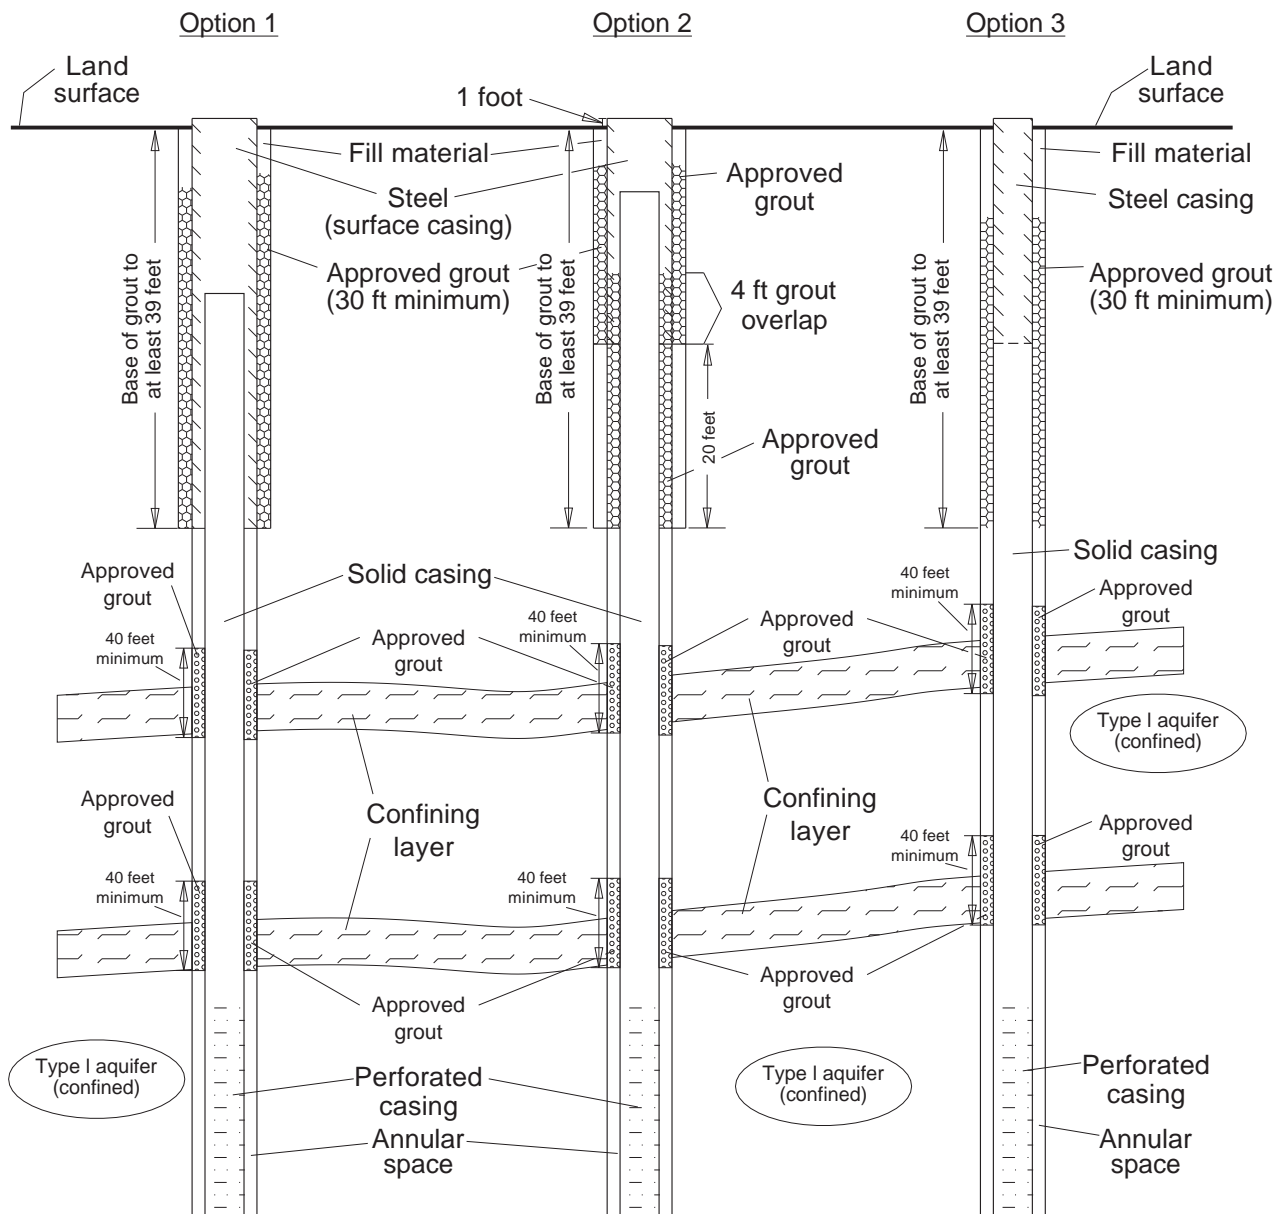 Option 1
Option 2
Option 3
Land
surface
1 foot
Land
surface
Fill material
Steel
(surface casing)
Approved grout
(30 ft minimum)
Approved
grout
4 ft grout
overlap
Fill material
Steel casing
Approved grout
(30 ft minimum)
Base of grout to
at least 39 feet
Base of grout to
at least 39 feet
Base of grout to
at least 39 feet
20 feet
Approved
grout
Solid casing
Solid casing
Approved
grout
40 feet
minimum
Approved
grout
40 feet
minimum
Approved
grout
40 feet
minimum
Approved
grout
Type I aquifer
(confined)
Approved
grout
40 feet
minimum
Confining
layer
40 feet
minimum
Confining
layer
40 feet
minimum
Approved
grout
Approved
grout
Approved
grout
Type I aquifer
(confined)
Perforated
casing
Annular
space
Type I aquifer
(confined)
Perforated
casing
Annular
space